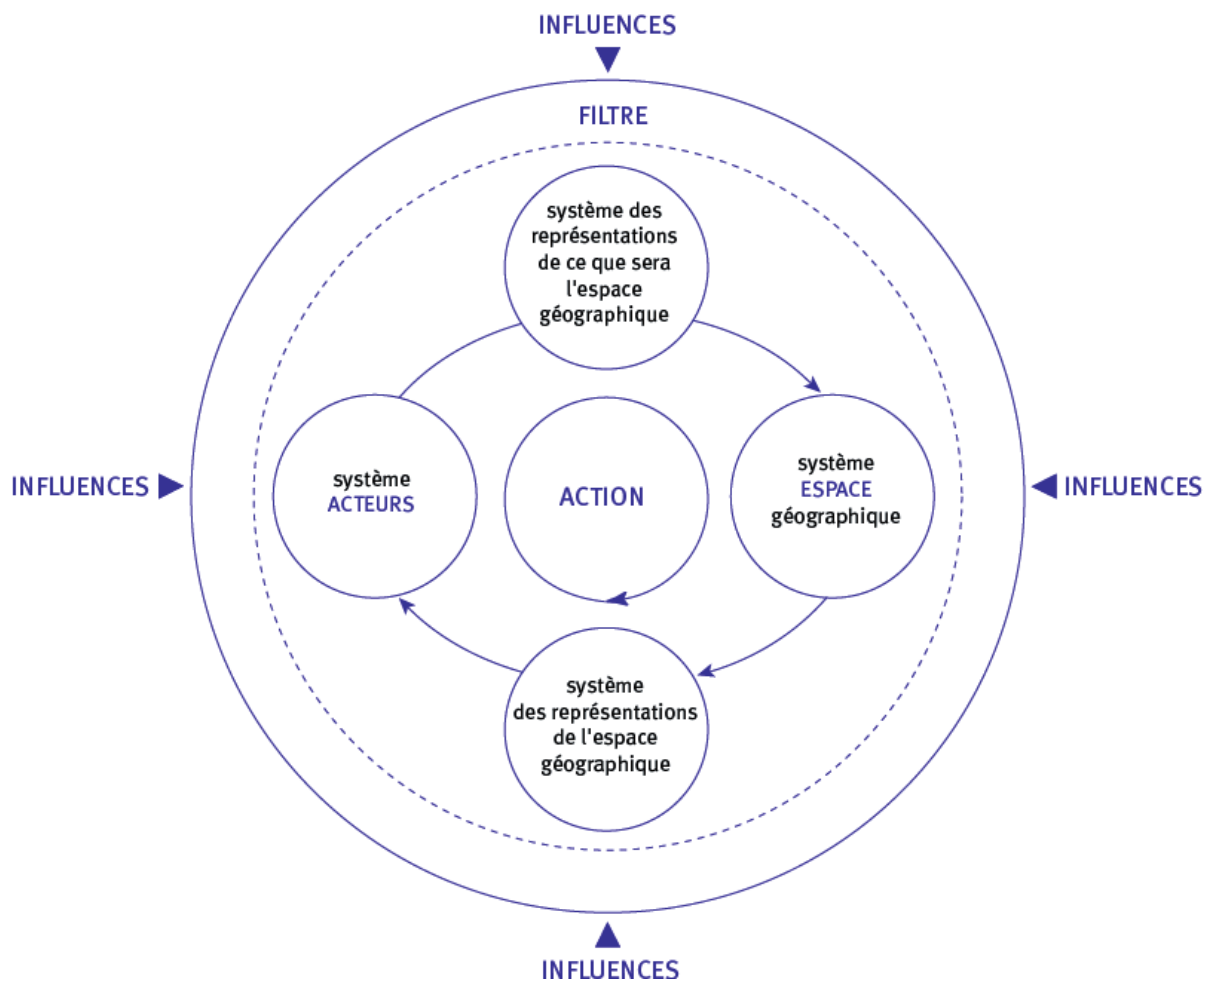 INFLUENCES
FILTRE
système des
représentations
de ce que sera
l'espace
géographique
système
ACTEURS
ACTION
système
ESPACE
géographique
INFLUENCES
INFLUENCES
système
des représentations
de l'espace
géographique
INFLUENCES